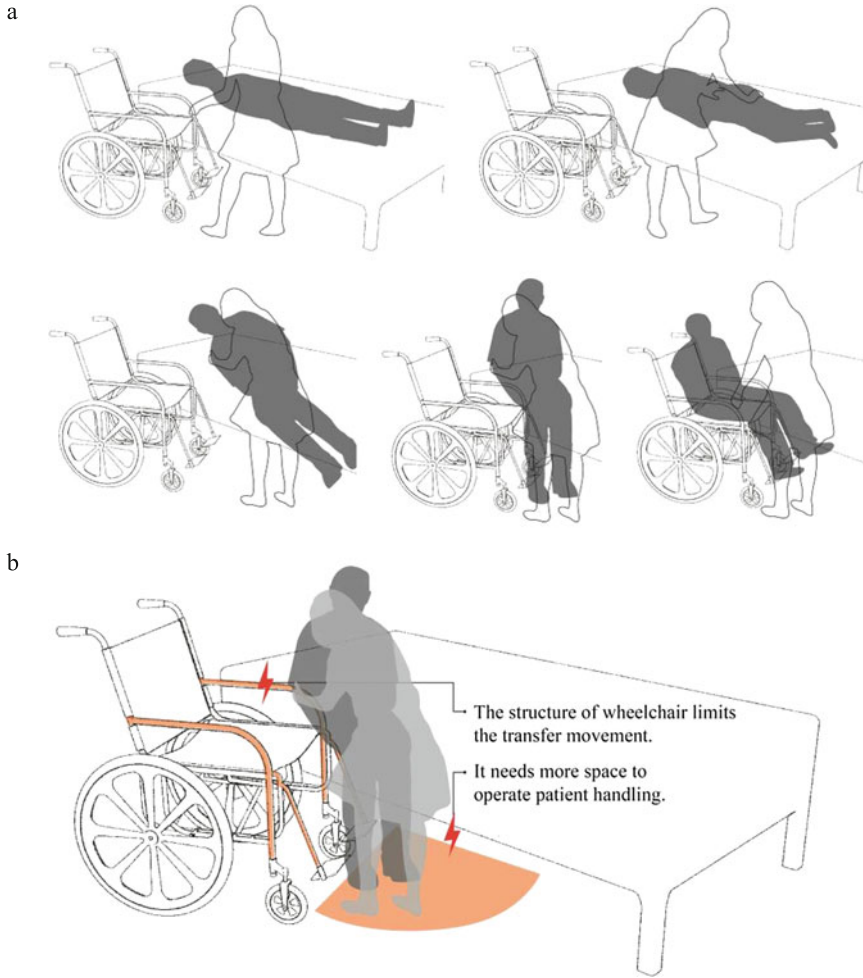 a
b
The structure of wheelchair limits
the transfer movement.
It needs more space to
operate patient handling.